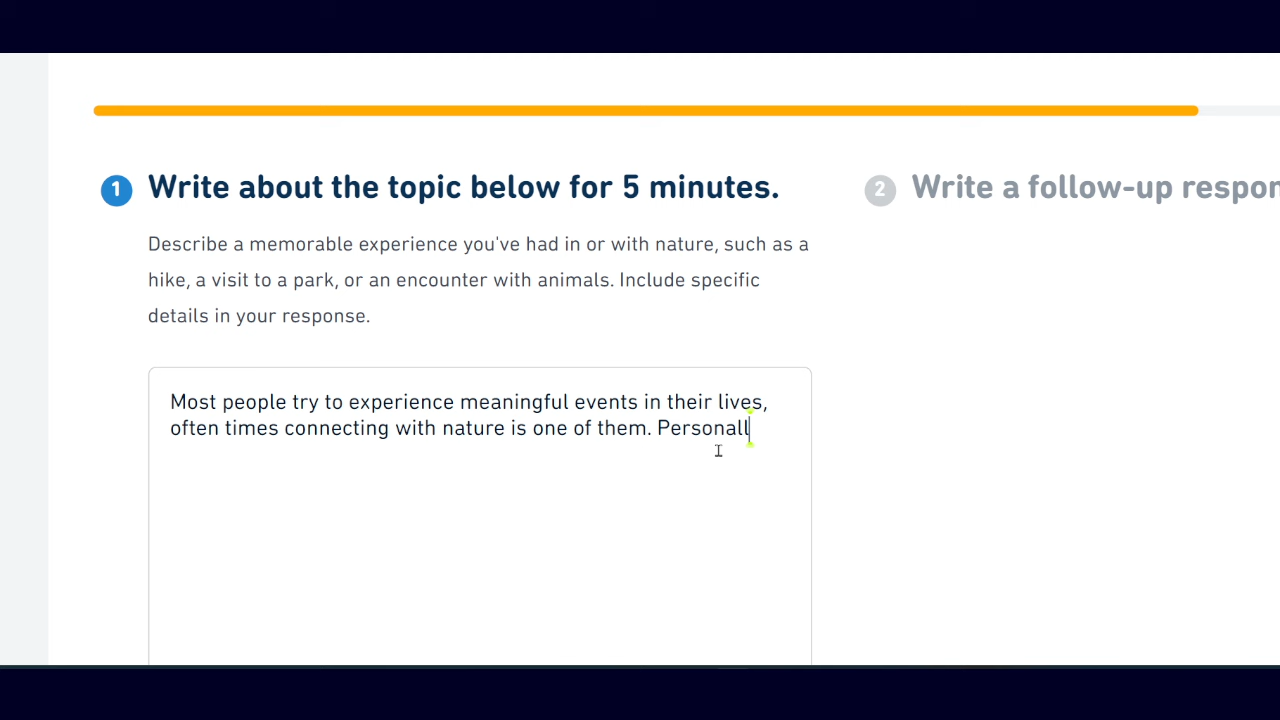 1 Write about the topic below for 5 minutes.
Describe a memorable experience you've had in or with nature, such as a
hike, a visit to a park, or an encounter with animals. Include specific
details in your response.
Most people try to experience meaningful events in their lives,
often times connecting with nature is one of them. Personall
2 Write a follow-up respon